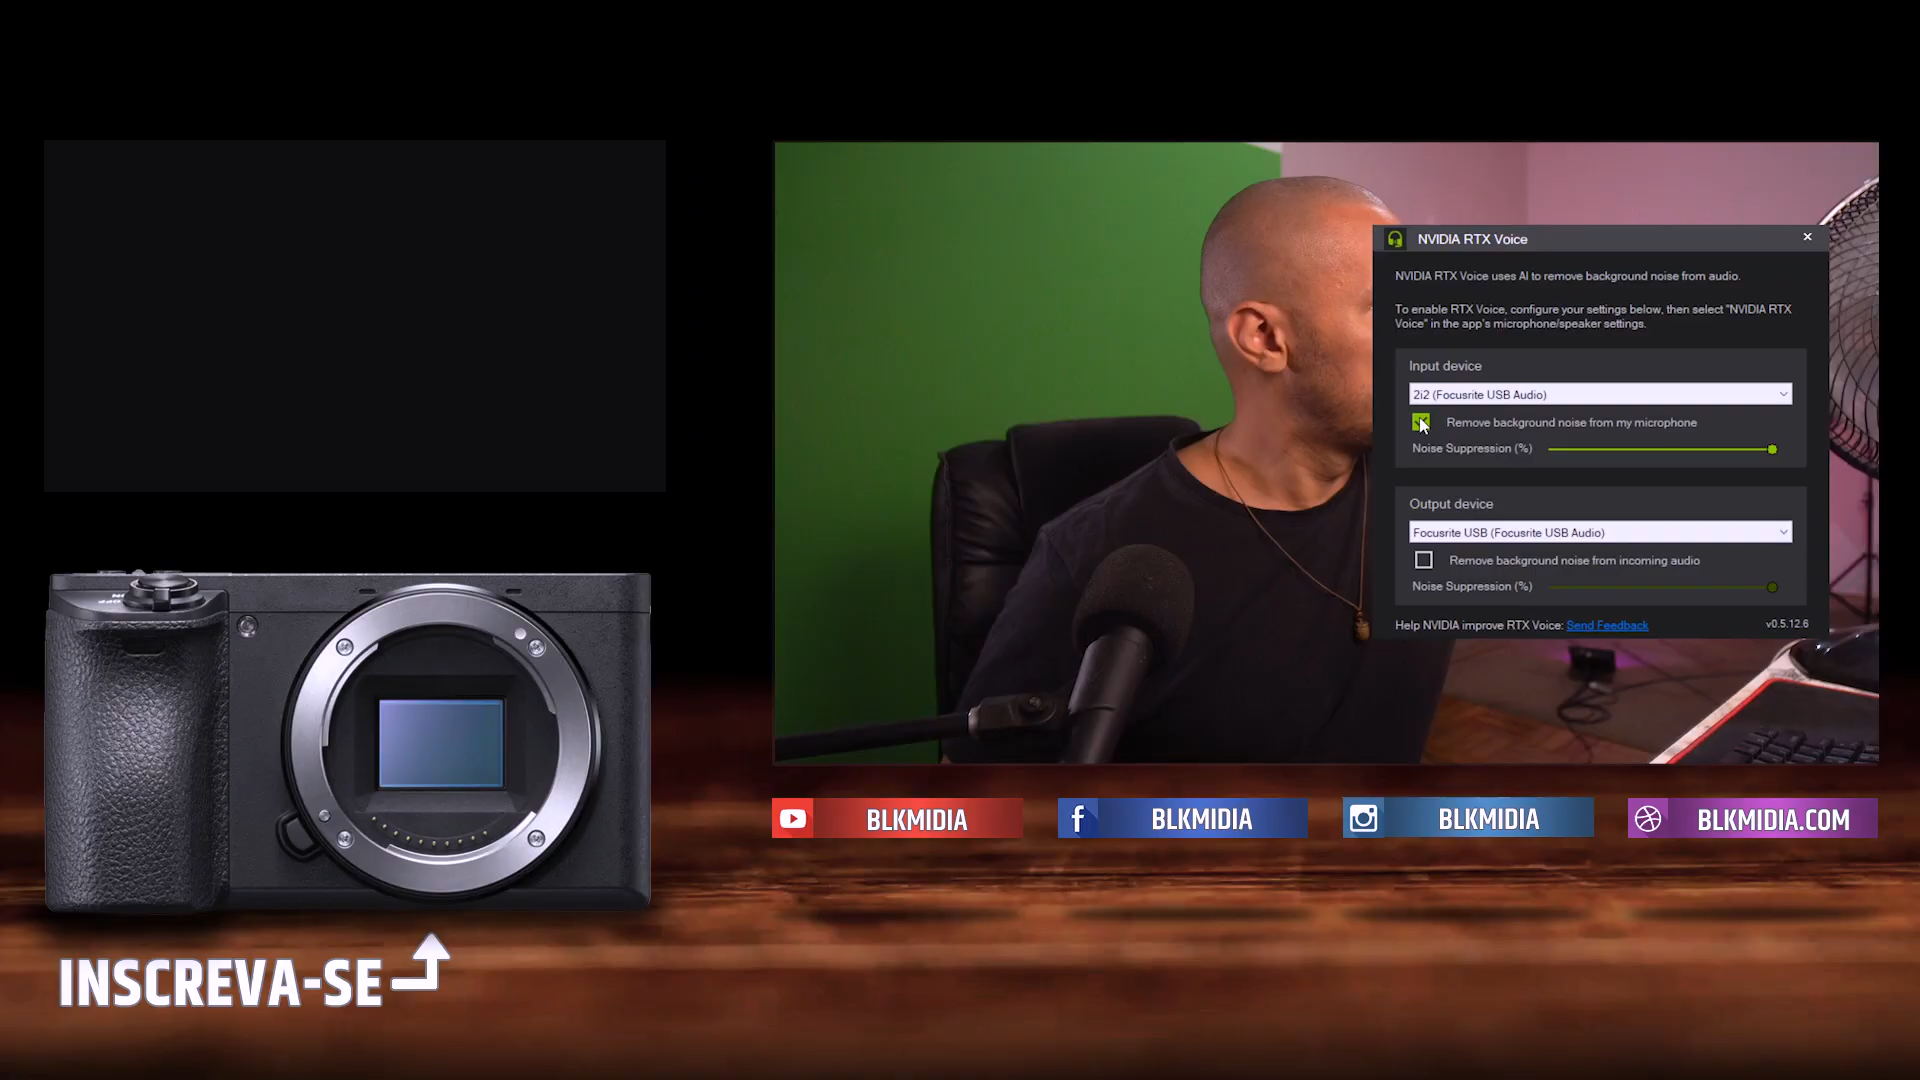 NVIDIA RTX Voice
NVIDIA RTX Voice uses AI to remove background noise from audio.
To enable RTX Voice, configure your settings below, then select "NVIDIA RTX
Voice" in the app's microphone/speaker settings.
Input device
2i2 (Focusrite USB Audio)
Remove background noise from my microphone
Noise Suppression (%)
Output device
Focusrite USB (Focusrite USB Audio)
Remove background noise from incoming audio
Noise Suppression (%)
Help NVIDIA improve RTX Voice: Send Feedback
v0.5.12.6
BLKMIDIA
BLKMIDIA
BLKMIDIA
BLKMIDIA.COM
INSCREVA-SE